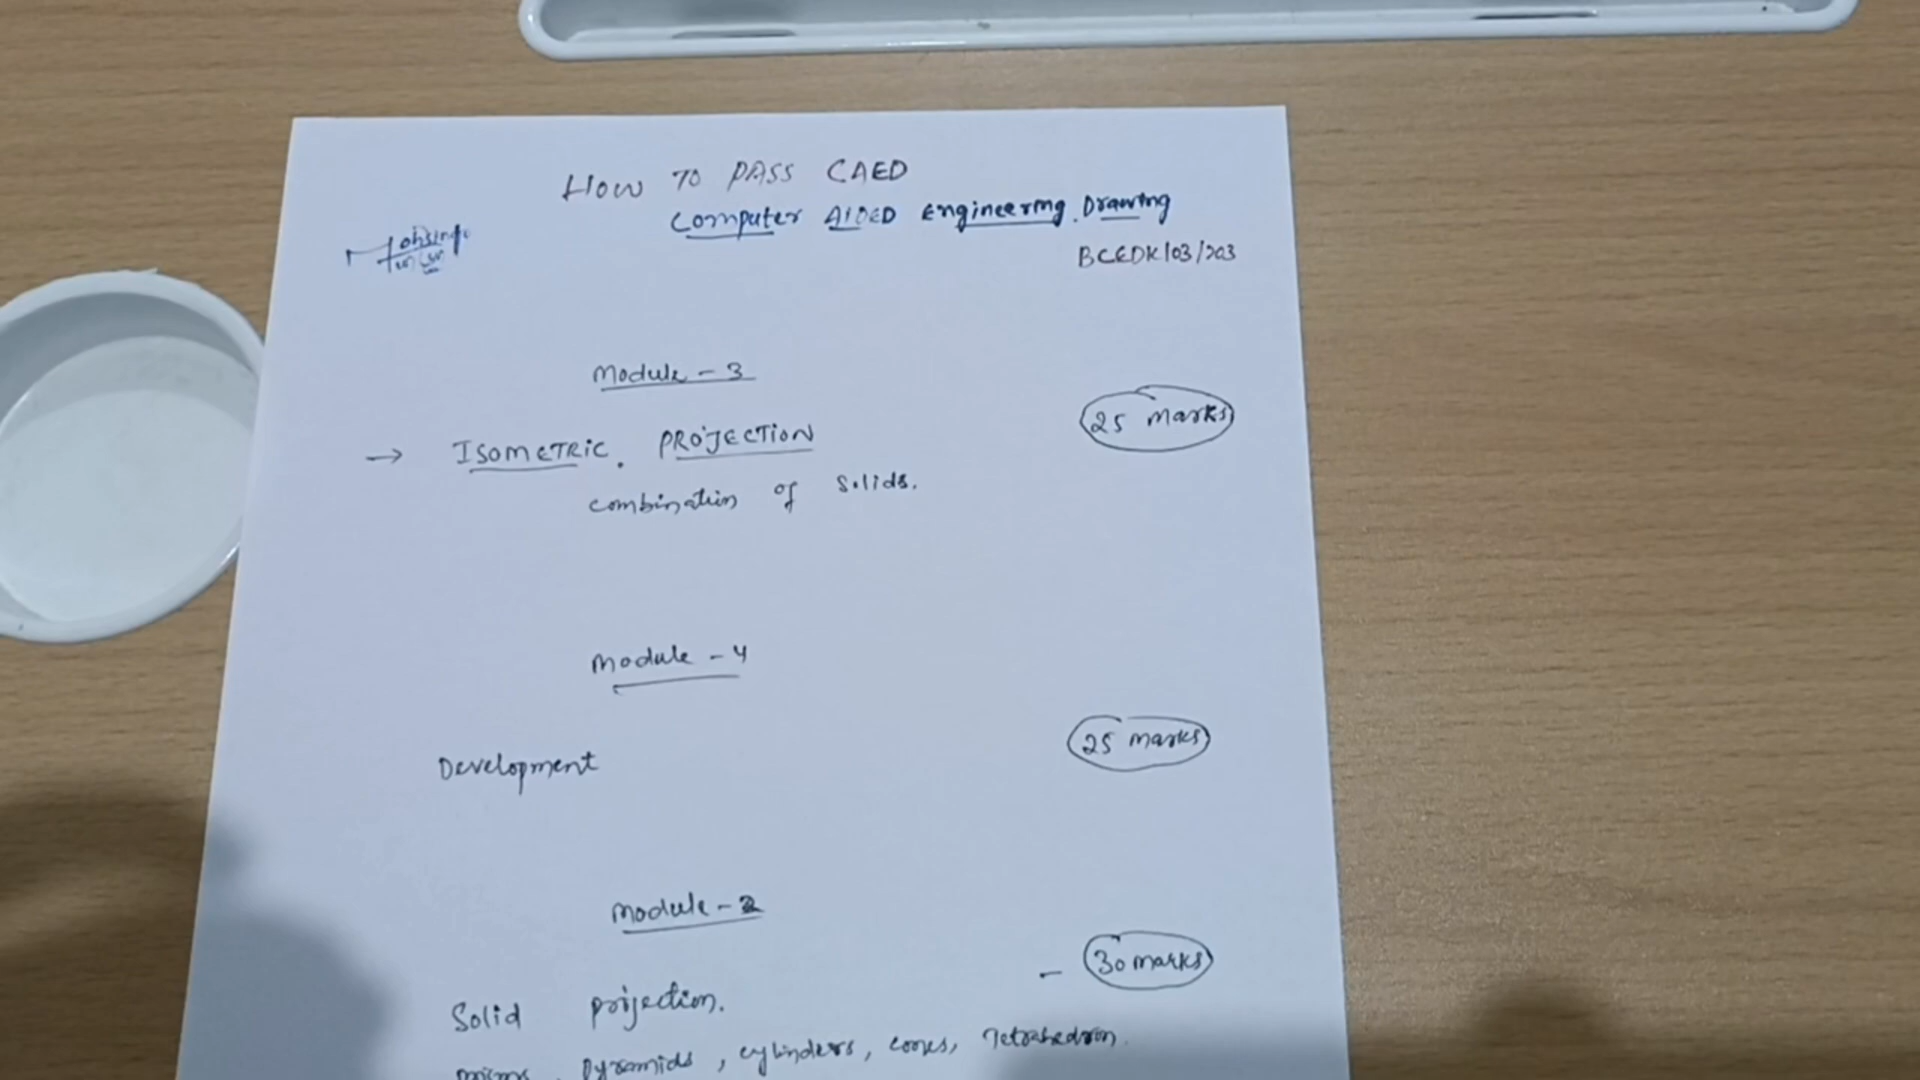 HOW TO PASS CAED
Computer AIDED Engineering Drawing
BCEDK103/203
Module - 3
25 marks
→ ISOMETRIC PROJECTION
combination of solids.
Module - 4
25 marks
Development
Module - 2
- 30 marks
Solid projection.
Pyramids, cylinders, cones, Tetrahedron.